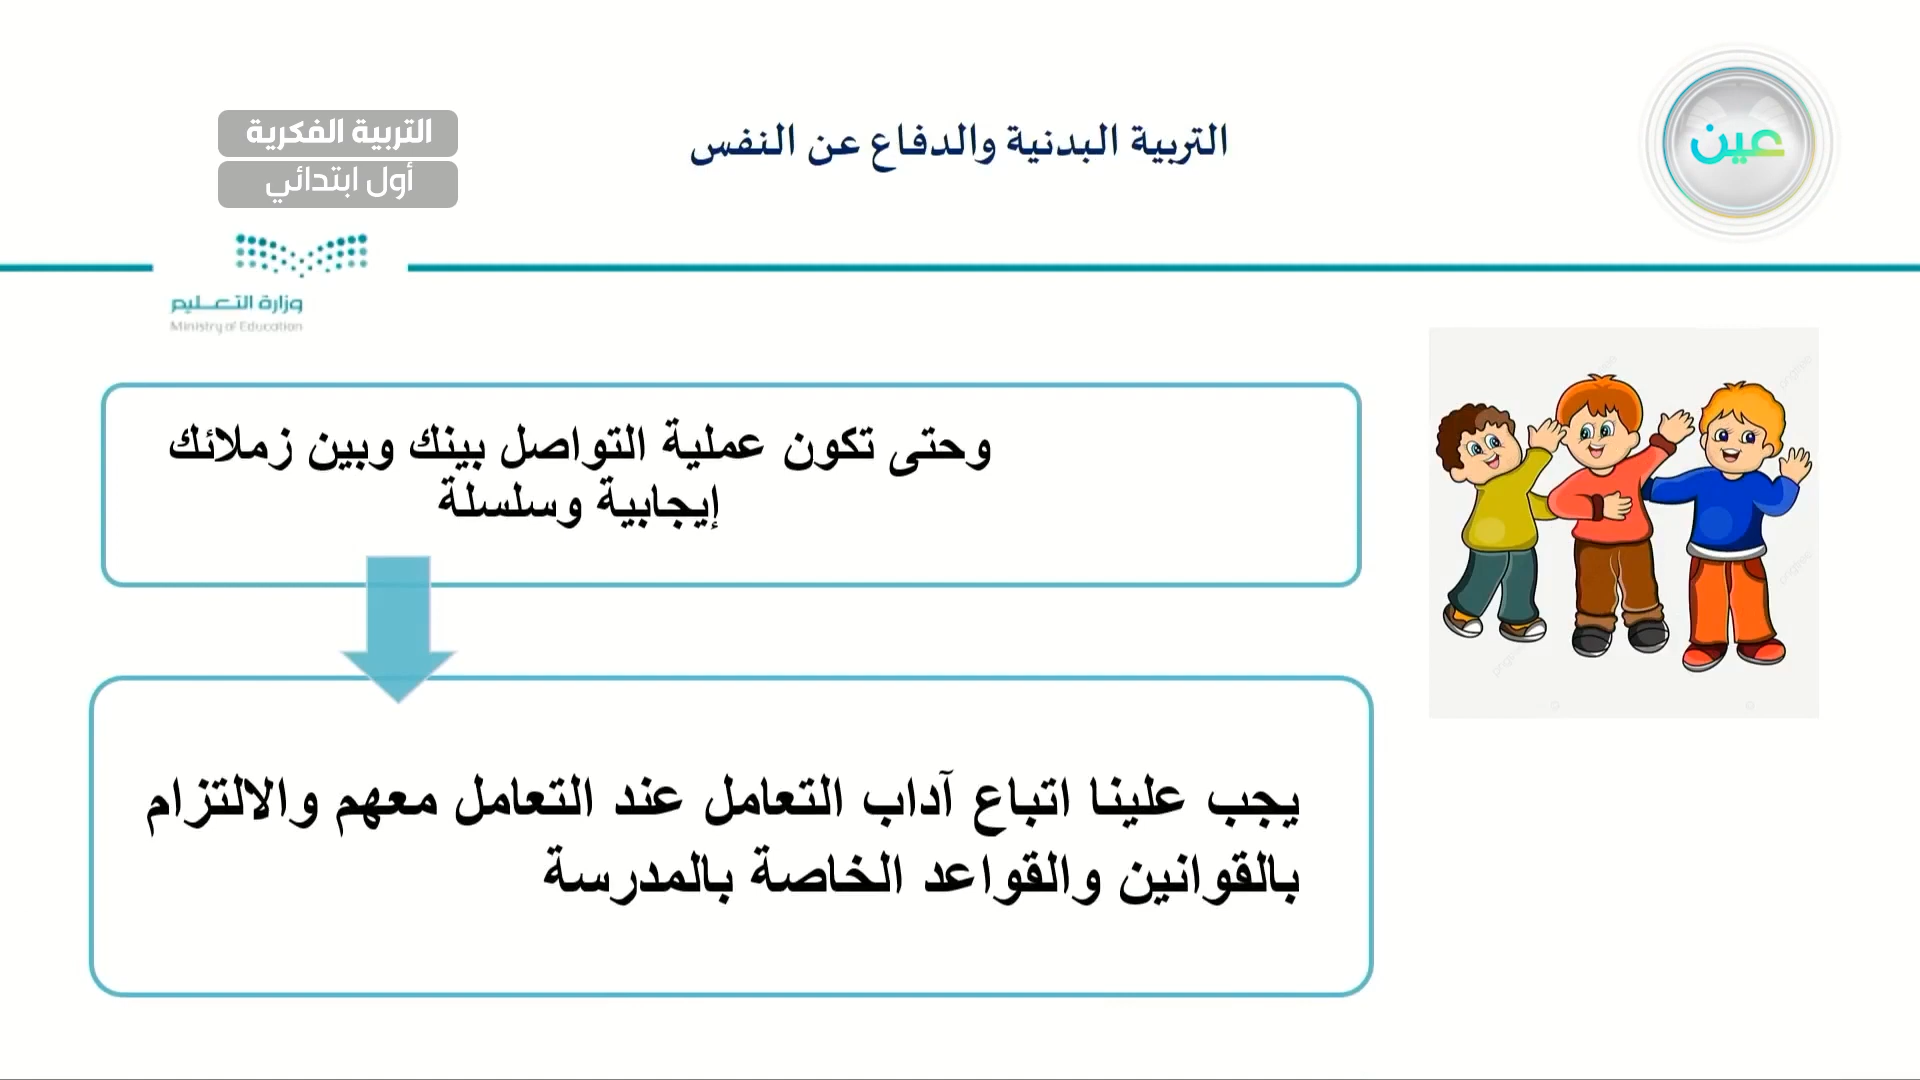 عين
التربية البدنية والدفاع عن النفس
التربية الفكرية
أول ابتدائي
وزارة التعليم
Ministry of Education
وحتى تكون عملية التواصل بينك وبين زملائك
إيجابية وسلسلة
يجب علينا اتباع آداب التعامل عند التعامل معهم والالتزام
بالقوانين والقواعد الخاصة بالمدرسة